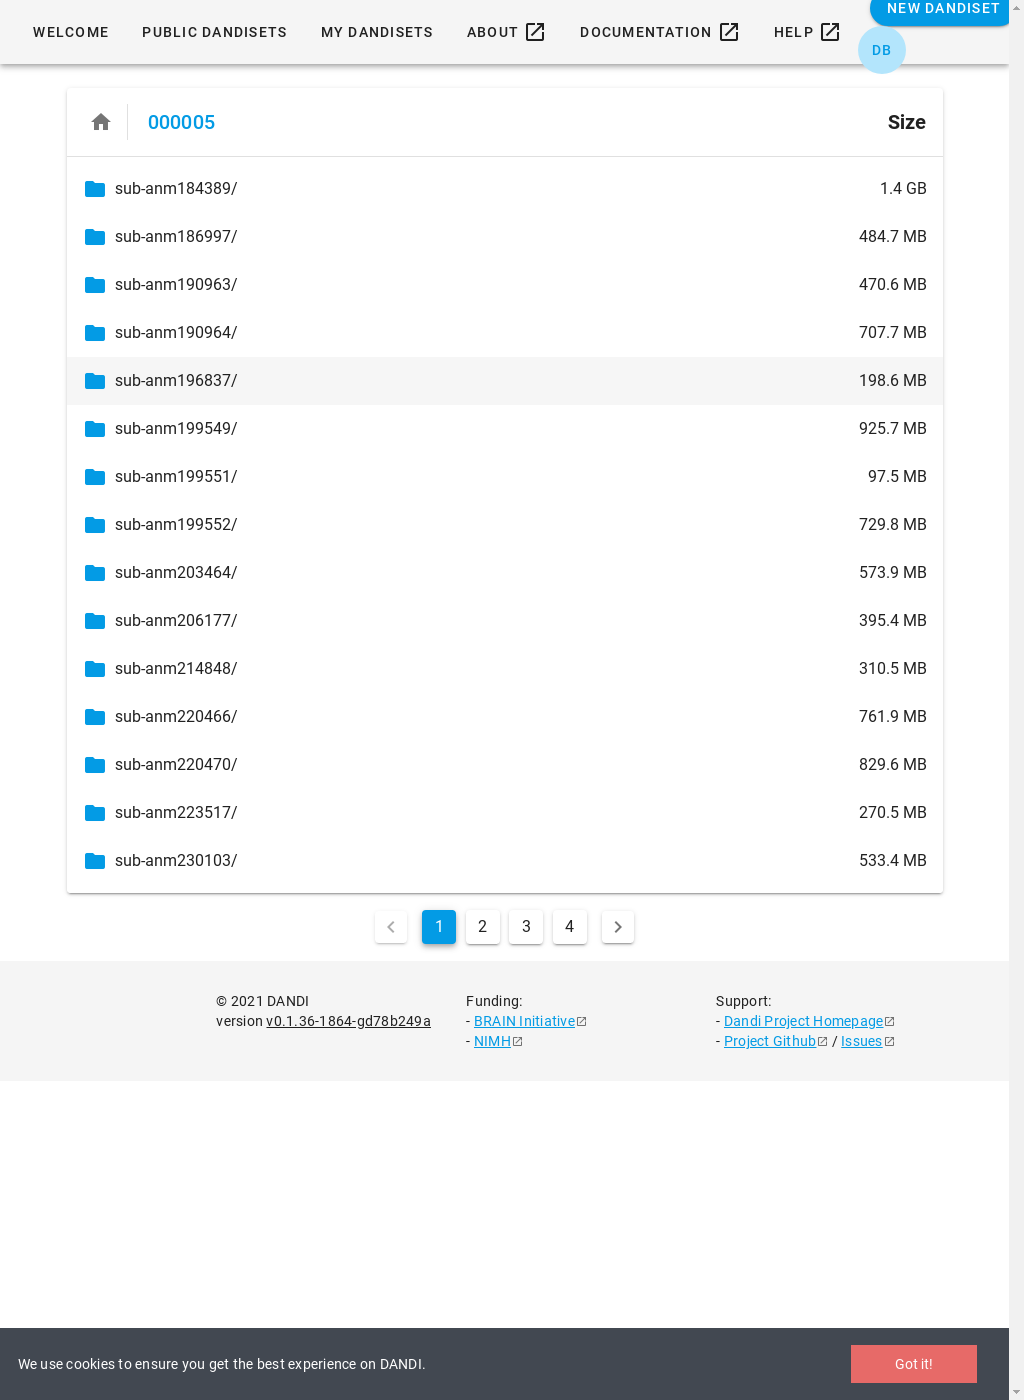 NEW DANDISET
WELCOME PUBLIC DANDISETS MY DANDISETS ABOUT DOCUMENTATION HELP
DB
000005 Size
sub-anm184389/ 1.4 GB
sub-anm186997/ 484.7 MB
sub-anm190963/ 470.6 MB
sub-anm190964/ 707.7 MB
sub-anm196837/ 198.6 MB
sub-anm199549/ 925.7 MB
sub-anm199551/ 97.5 MB
sub-anm199552/ 729.8 MB
sub-anm203464/ 573.9 MB
sub-anm206177/ 395.4 MB
sub-anm214848/ 310.5 MB
sub-anm220466/ 761.9 MB
sub-anm220470/ 829.6 MB
sub-anm223517/ 270.5 MB
sub-anm230103/ 533.4 MB
1 2 3 4
© 2021 DANDI
version v0.1.36-1864-gd78b249a
Funding:
- BRAIN Initiative
- NIMH
Support:
- Dandi Project Homepage
- Project Github / Issues
We use cookies to ensure you get the best experience on DANDI.
Got it!